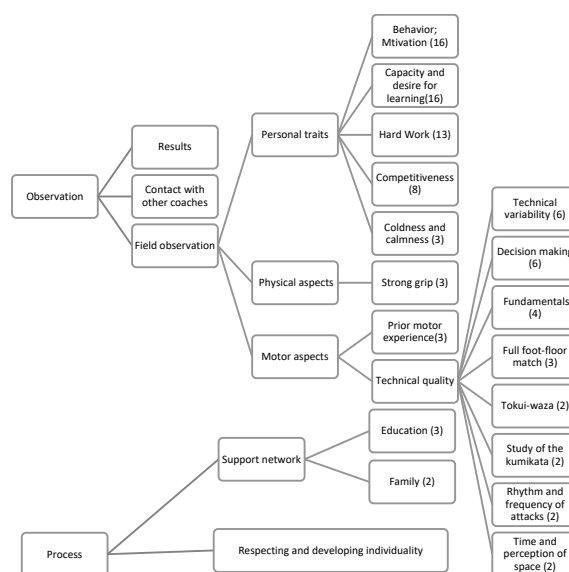 Behavior;
Mtivation (16)
Capacity and
desire for
learning(16)
Personal traits
Hard Work (13)
Results
Competitiveness
(8)
Observation
Contact with
other coaches
Technical
variability (6)
Coldness and
calmness (3)
Field observation
Decision making
(6)
Physical aspects
Strong grip (3)
Fundamentals
(4)
Prior motor
experience(3)
Motor aspects
Full foot-floor
match (3)
Technical quality
Tokui-waza (2)
Education (3)
Support network
Study of the
kumikata (2)
Family (2)
Rhythm and
frequency of
attacks (2)
Process
Respecting and developing individuality
Time and
perception of
space (2)